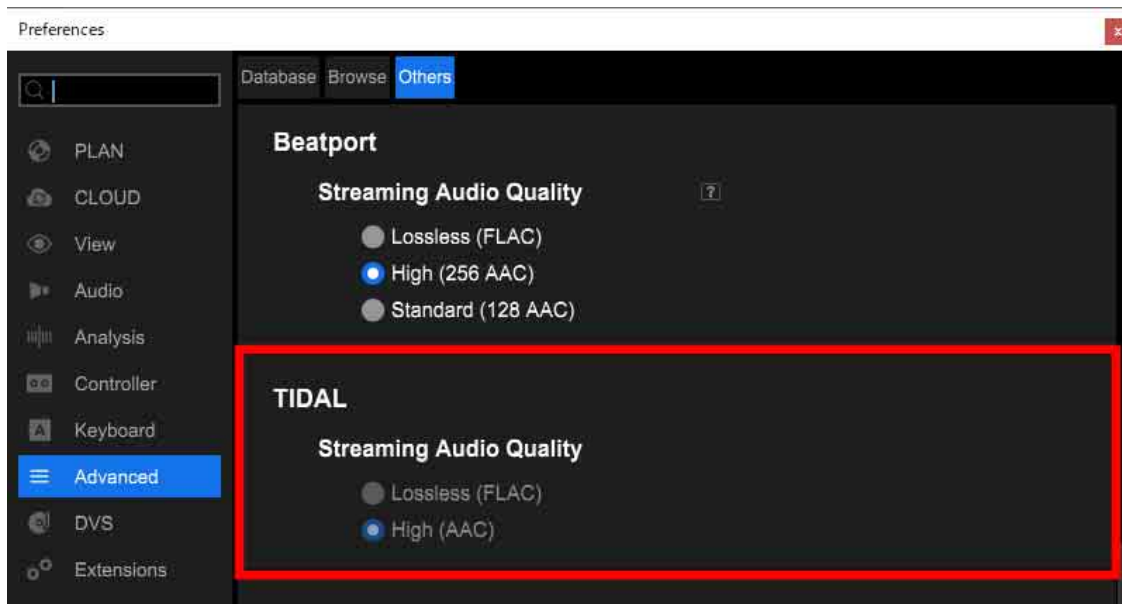 Preferences
x
Database Browse Others
PLAN
CLOUD
View
Audio
Analysis
Controller
Keyboard
Advanced
DVS
Extensions
Beatport
Streaming Audio Quality ?
Lossless (FLAC)
High (256 AAC)
Standard (128 AAC)
TIDAL
Streaming Audio Quality
Lossless (FLAC)
High (AAC)